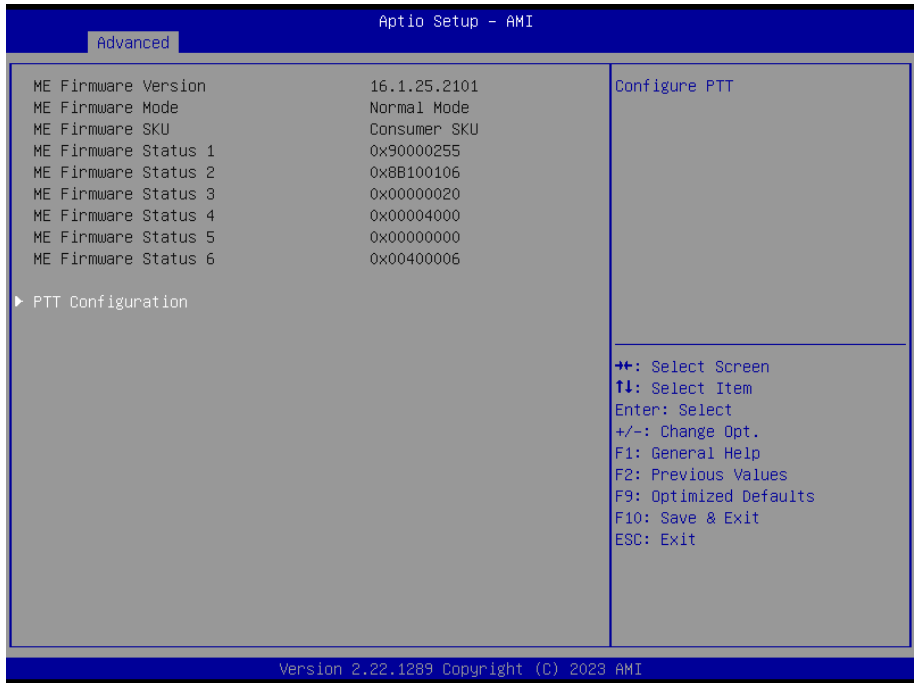 Aptio Setup – AMI
Advanced
ME Firmware Version 16.1.25.2101
ME Firmware Mode Normal Mode
ME Firmware SKU Consumer SKU
ME Firmware Status 1 0x90000255
ME Firmware Status 2 0x8B100106
ME Firmware Status 3 0x00000020
ME Firmware Status 4 0x00004000
ME Firmware Status 5 0x00000000
ME Firmware Status 6 0x00400006
► PTT Configuration
Configure PTT
→←: Select Screen
↑↓: Select Item
Enter: Select
+/-: Change Opt.
F1: General Help
F2: Previous Values
F9: Optimized Defaults
F10: Save & Exit
ESC: Exit
Version 2.22.1289 Copyright (C) 2023 AMI